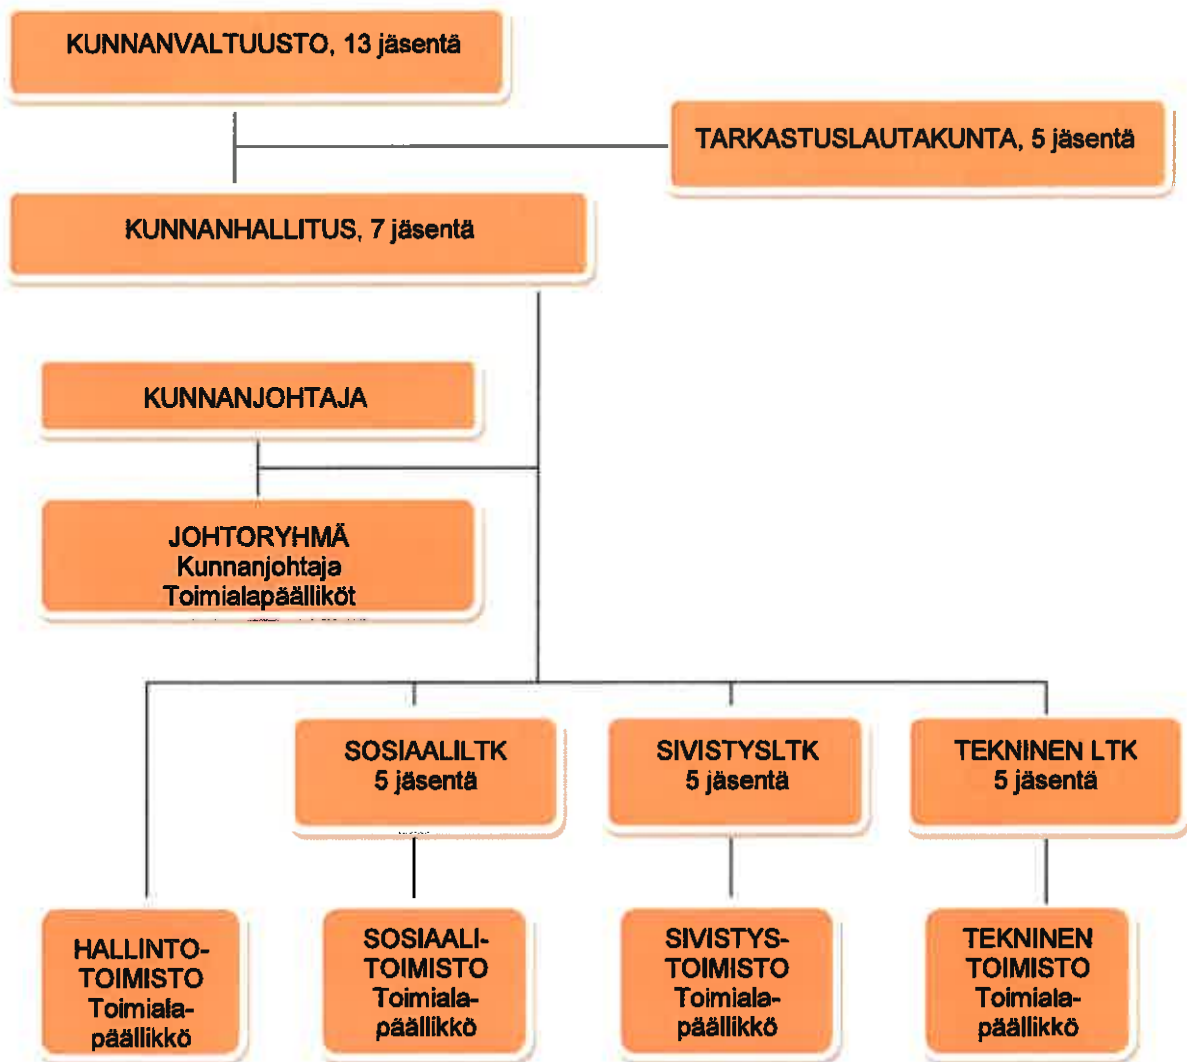 KUNNANVALTUUSTO, 13 jäsentä
TARKASTUSLAUTAKUNTA, 5 jäsentä
KUNNANHALLITUS, 7 jäsentä
KUNNANJOHTAJA
JOHTORYHMÄ
Kunnanjohtaja
Toimialapäälliköt
SOSIAALILTK
5 jäsentä
SIVISTYSLTK
5 jäsentä
TEKNINEN LTK
5 jäsentä
HALLINTO-
TOIMISTO
Toimiala-
päällikkö
SOSIAALI-
TOIMISTO
Toimiala-
päällikkö
SIVISTYS-
TOIMISTO
Toimiala-
päällikkö
TEKNINEN
TOIMISTO
Toimiala-
päällikkö